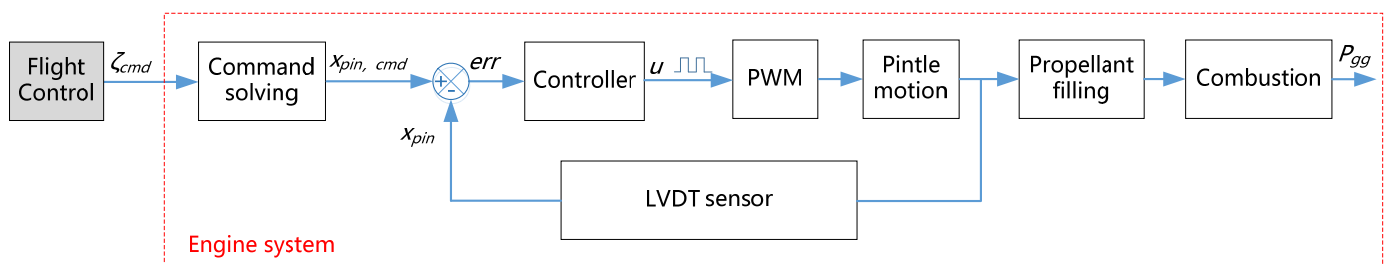 Flight
Control
ζcmd
Command
solving
xpin, cmd
+
-
err
Controller
u
PWM
Pintle
motion
Propellant
filling
Combustion
Pgg
xpin
LVDT sensor
Engine system